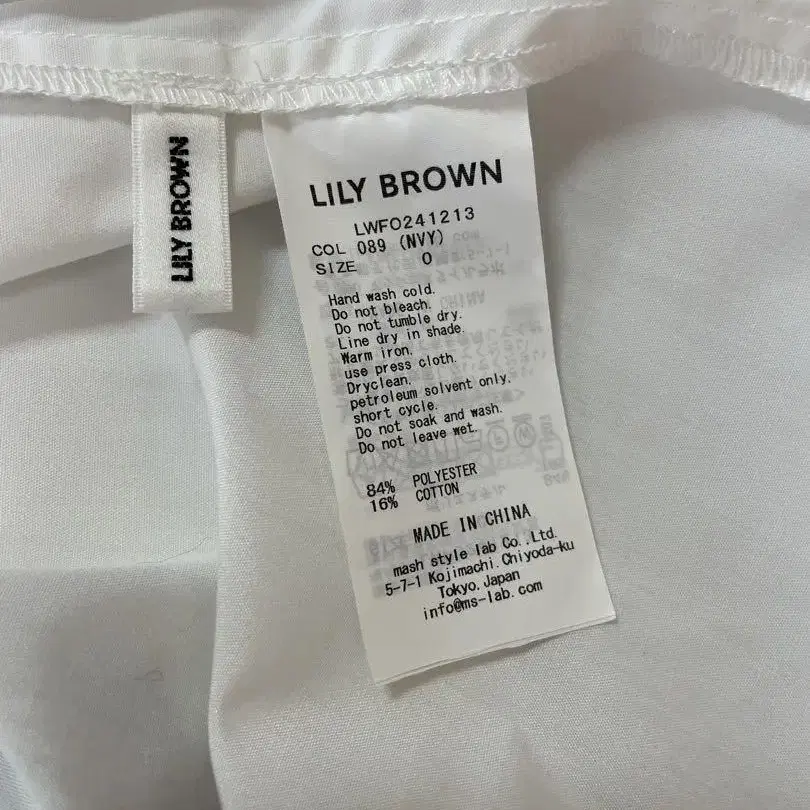 LILY BROWN
LILY BROWN
LWFO241213
COL 089 (NVY)
SIZE 0
Hand wash cold.
Do not bleach.
Do not tumble dry.
Line dry in shade.
Warm iron.
use press cloth.
Dryclean.
petroleum solvent only.
short cycle.
Do not soak and wash.
Do not leave wet.
84% POLYESTER
16% COTTON
MADE IN CHINA
mash style lab Co.,Ltd.
5-7-1 Kojimachi.Chiyoda-ku
Tokyo.Japan
info@ms-lab.com